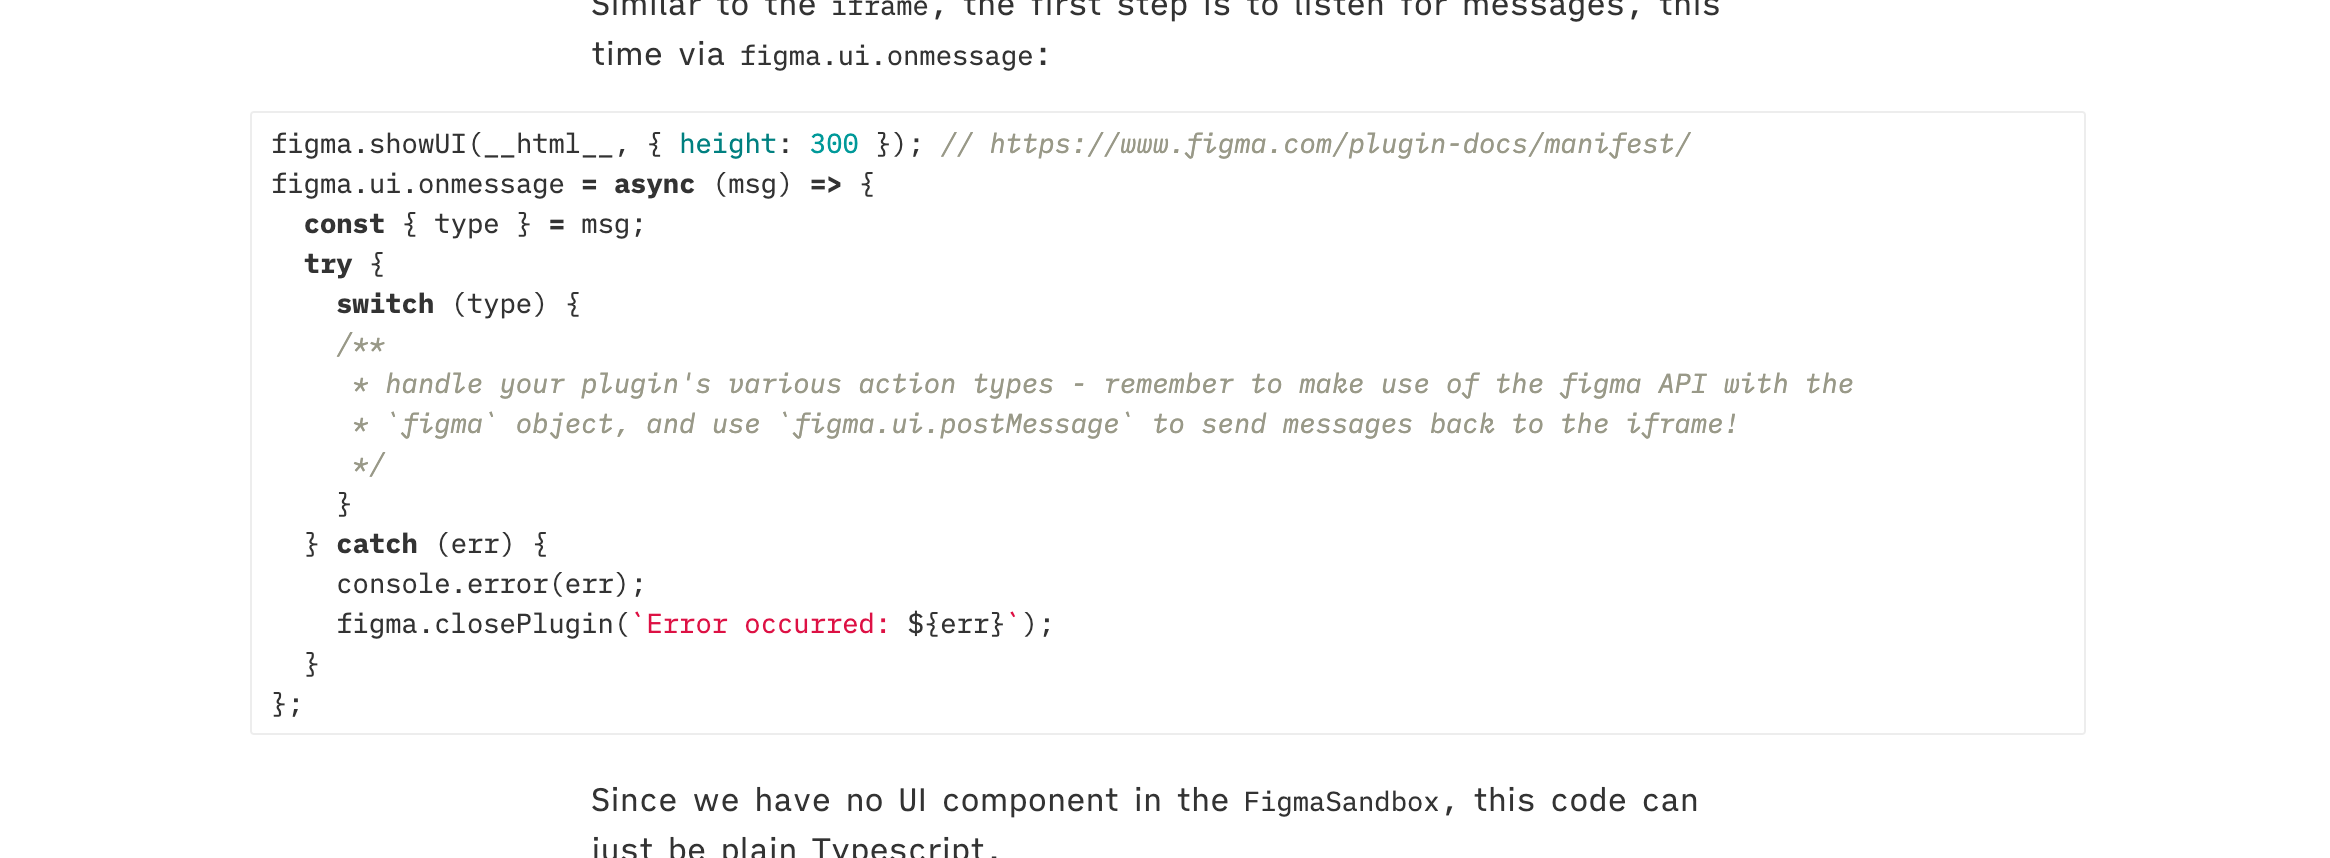 Similar to the iframe, the first step is to listen for messages, this
time via figma.ui.onmessage:
figma.showUI(__html__, { height: 300 }); // https://www.figma.com/plugin-docs/manifest/
figma.ui.onmessage = async (msg) => {
  const { type } = msg;
  try {
    switch (type) {
    /**
     * handle your plugin's various action types - remember to make use of the figma API with the
     * `figma` object, and use `figma.ui.postMessage` to send messages back to the iframe!
     */
    }
  } catch (err) {
    console.error(err);
    figma.closePlugin(`Error occurred: ${err}`);
  }
};
Since we have no UI component in the FigmaSandbox, this code can
just be plain Typescript.